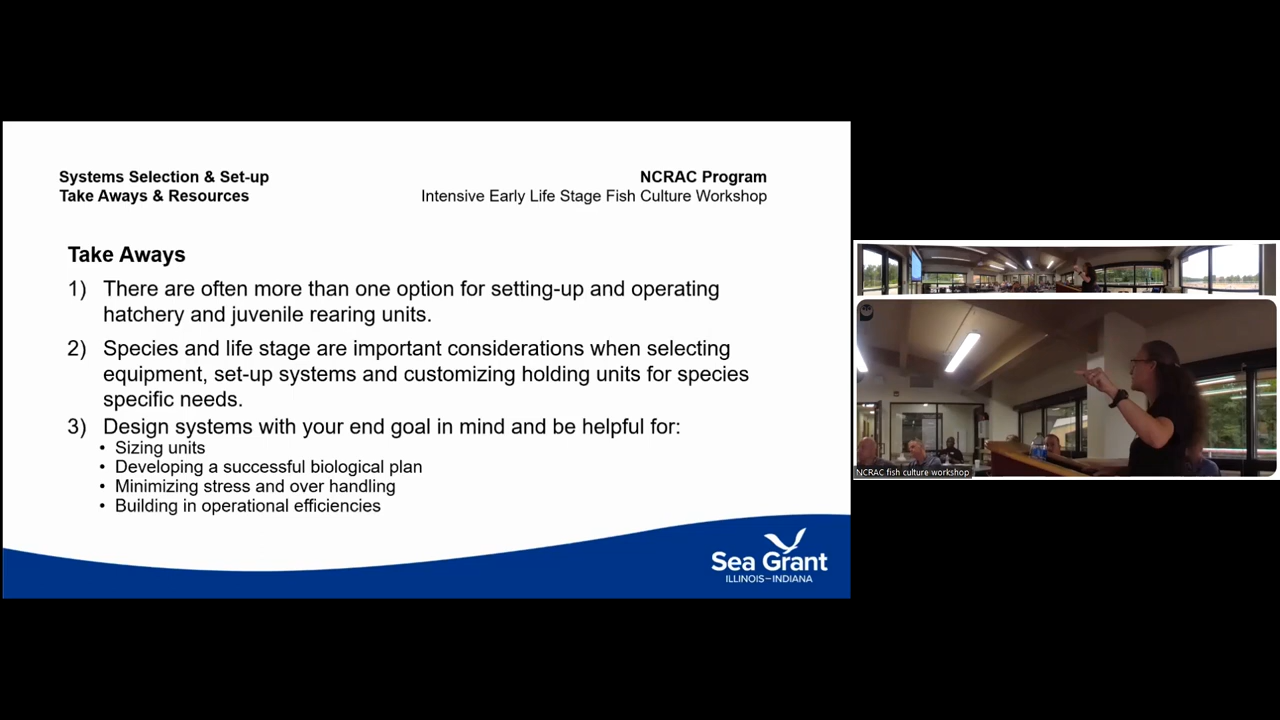 Systems Selection & Set-up
Take Aways & Resources
NCRAC Program
Intensive Early Life Stage Fish Culture Workshop
Take Aways
1) There are often more than one option for setting-up and operating
hatchery and juvenile rearing units.
2) Species and life stage are important considerations when selecting
equipment, set-up systems and customizing holding units for species
specific needs.
3) Design systems with your end goal in mind and be helpful for:
• Sizing units
• Developing a successful biological plan
• Minimizing stress and over handling
• Building in operational efficiencies
Sea Grant
ILLINOIS–INDIANA
NCRAC fish culture workshop